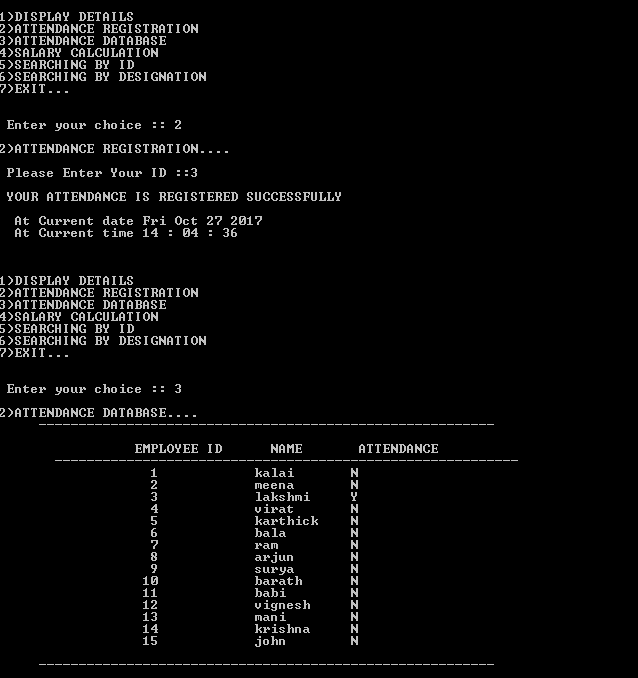 1)DISPLAY DETAILS
2)ATTENDANCE REGISTRATION
3)ATTENDANCE DATABASE
4)SALARY CALCULATION
5)SEARCHING BY ID
6)SEARCHING BY DESIGNATION
7)EXIT...
Enter your choice :: 2
2)ATTENDANCE REGISTRATION....
Please Enter Your ID ::3
YOUR ATTENDANCE IS REGISTERED SUCCESSFULLY
At Current date Fri Oct 27 2017
At Current time 14 : 04 : 36
1)DISPLAY DETAILS
2)ATTENDANCE REGISTRATION
3)ATTENDANCE DATABASE
4)SALARY CALCULATION
5)SEARCHING BY ID
6)SEARCHING BY DESIGNATION
7)EXIT...
Enter your choice :: 3
2)ATTENDANCE DATABASE....
EMPLOYEE ID NAME ATTENDANCE
1 kalai N
2 meena N
3 lakshmi Y
4 virat N
5 karthick N
6 bala N
7 ram N
8 arjun N
9 surya N
10 barath N
11 babi N
12 vignesh N
13 mani N
14 krishna N
15 john N